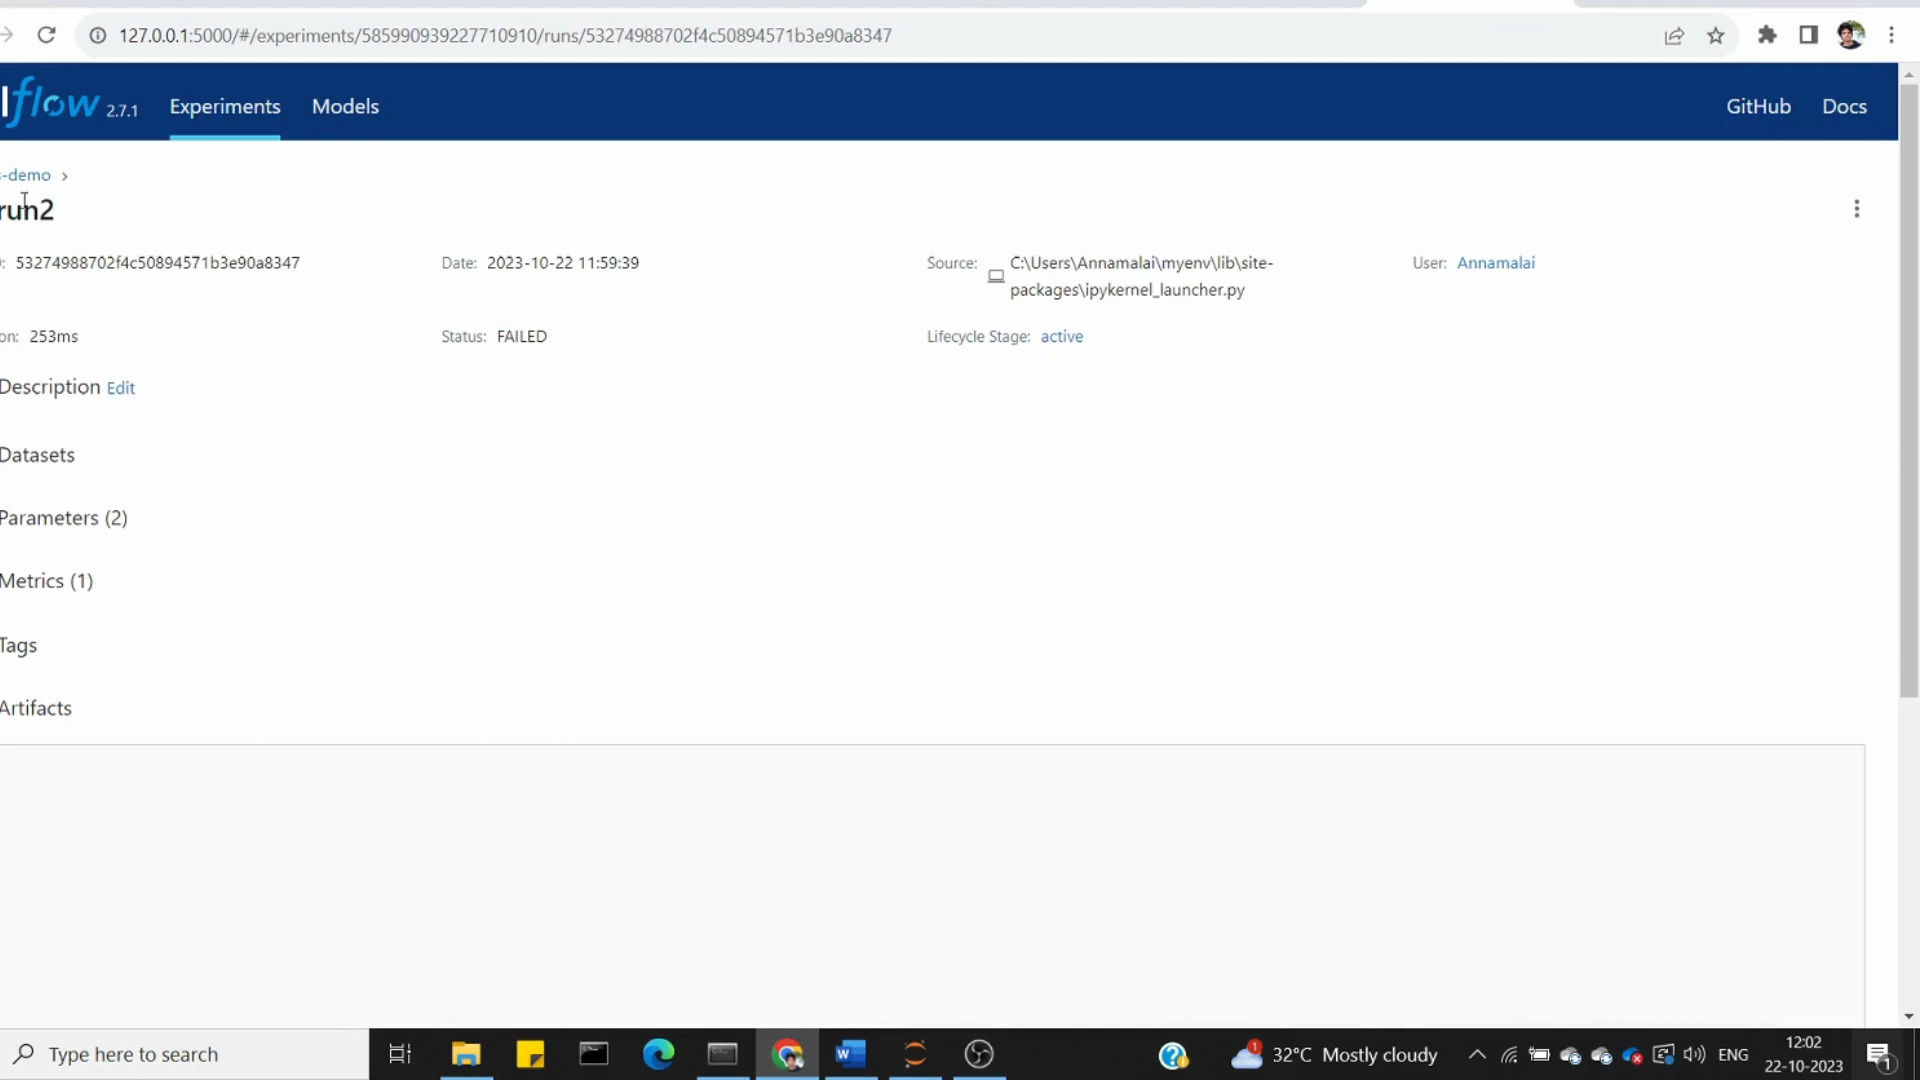 127.0.0.1:5000/#/experiments/585990939227710910/runs/53274988702f4c50894571b3e90a8347
lflow 2.7.1 Experiments Models GitHub Docs
s-demo >
run2
: 53274988702f4c50894571b3e90a8347 Date: 2023-10-22 11:59:39 Source: C:\Users\Annamalai\myenv\lib\site- User: Annamalai
packages\ipykernel_launcher.py
on: 253ms Status: FAILED Lifecycle Stage: active
Description Edit
Datasets
Parameters (2)
Metrics (1)
Tags
Artifacts
Type here to search 32°C Mostly cloudy ENG 12:02
22-10-2023
1
1